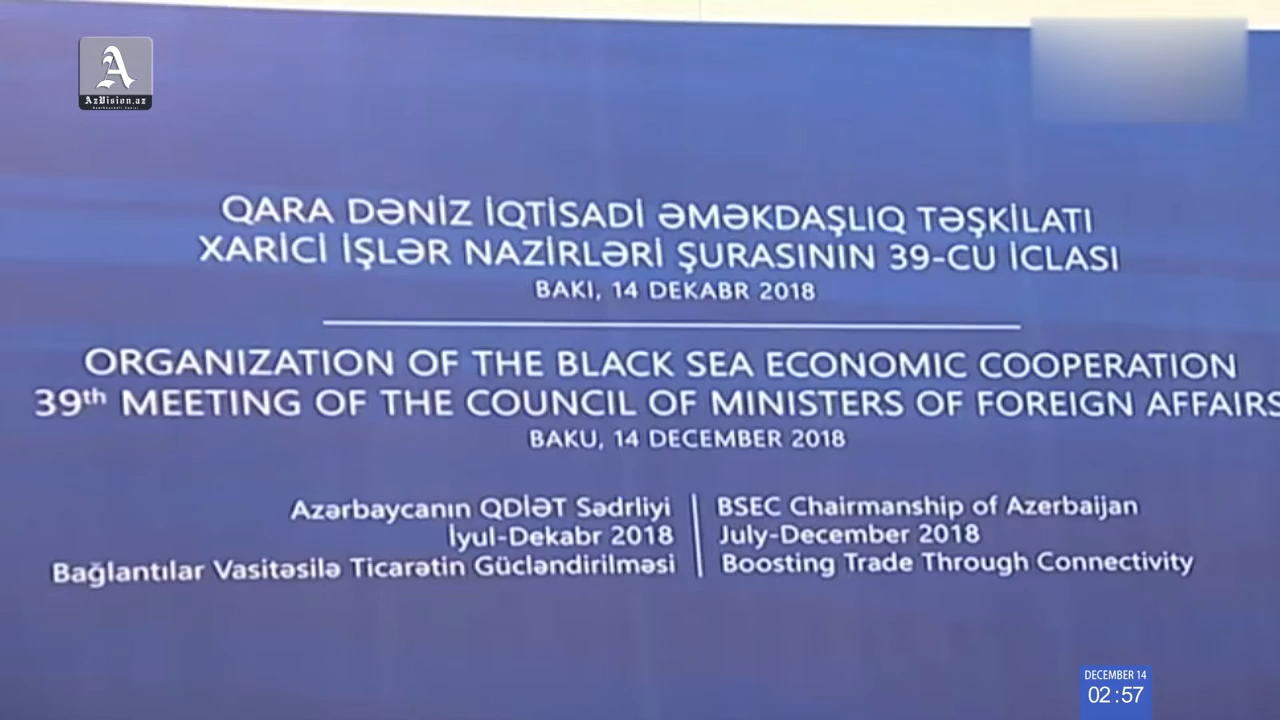 A
AzVision.az
QARA DƏNİZ İQTİSADİ ƏMƏKDAŞLIQ TƏŞKİLATI
XARİCİ İŞLƏR NAZİRLƏRİ ŞURASININ 39-CU İCLASI
BAKI, 14 DEKABR 2018
ORGANIZATION OF THE BLACK SEA ECONOMIC COOPERATION
39th MEETING OF THE COUNCIL OF MINISTERS OF FOREIGN AFFAIRS
BAKU, 14 DECEMBER 2018
Azərbaycanın QDİƏT Sədrliyi
İyul-Dekabr 2018
Bağlantılar Vasitəsilə Ticarətin Gücləndirilməsi
BSEC Chairmanship of Azerbaijan
July-December 2018
Boosting Trade Through Connectivity
DECEMBER 14
02:57